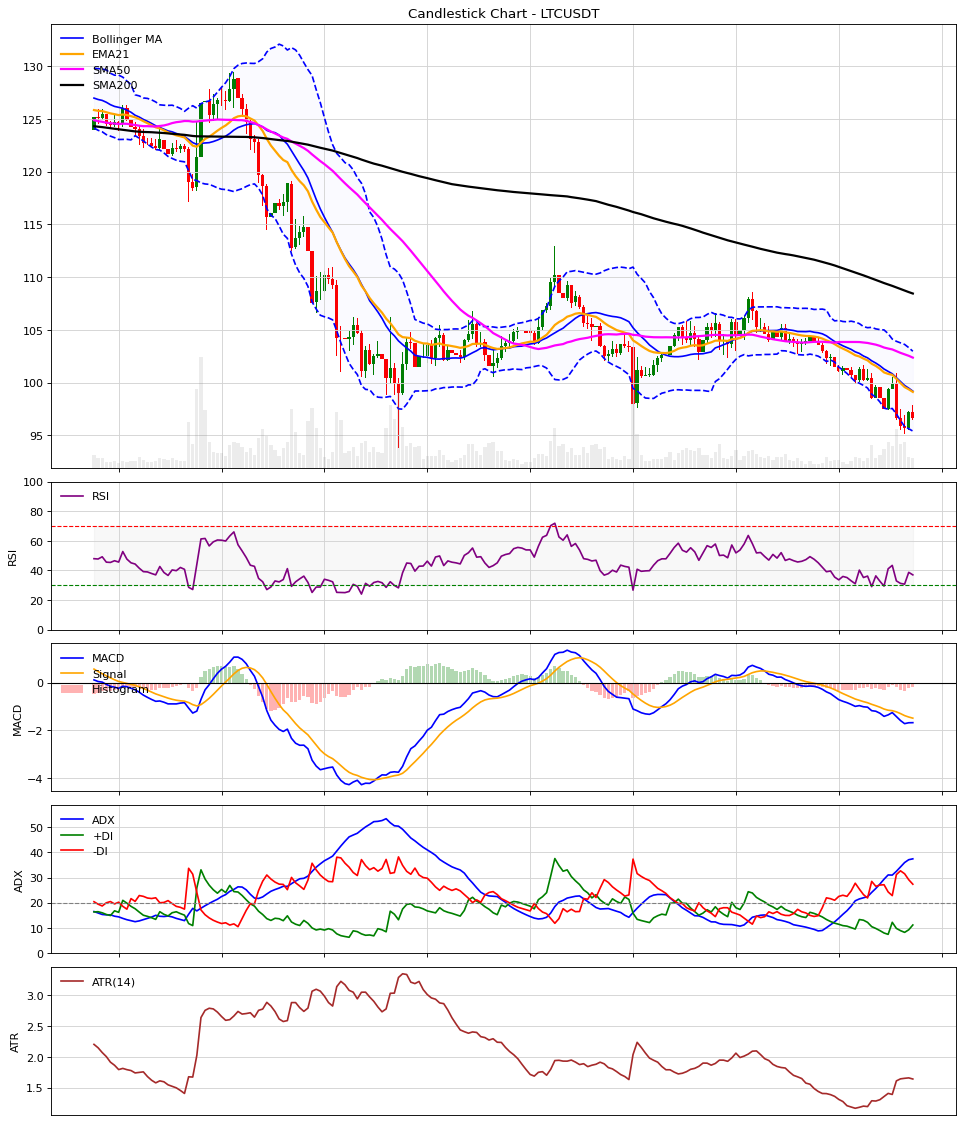 Candlestick Chart - LTCUSDT
Bollinger MA
EMA21
SMA50
SMA200
130
125
120
115
110
105
100
95
RSI
100
80
60
40
20
0
RSI
MACD
Signal
Histogram
0
−2
−4
MACD
ADX
+DI
-DI
50
40
30
20
10
0
ADX
ATR(14)
3.0
2.5
2.0
1.5
ATR